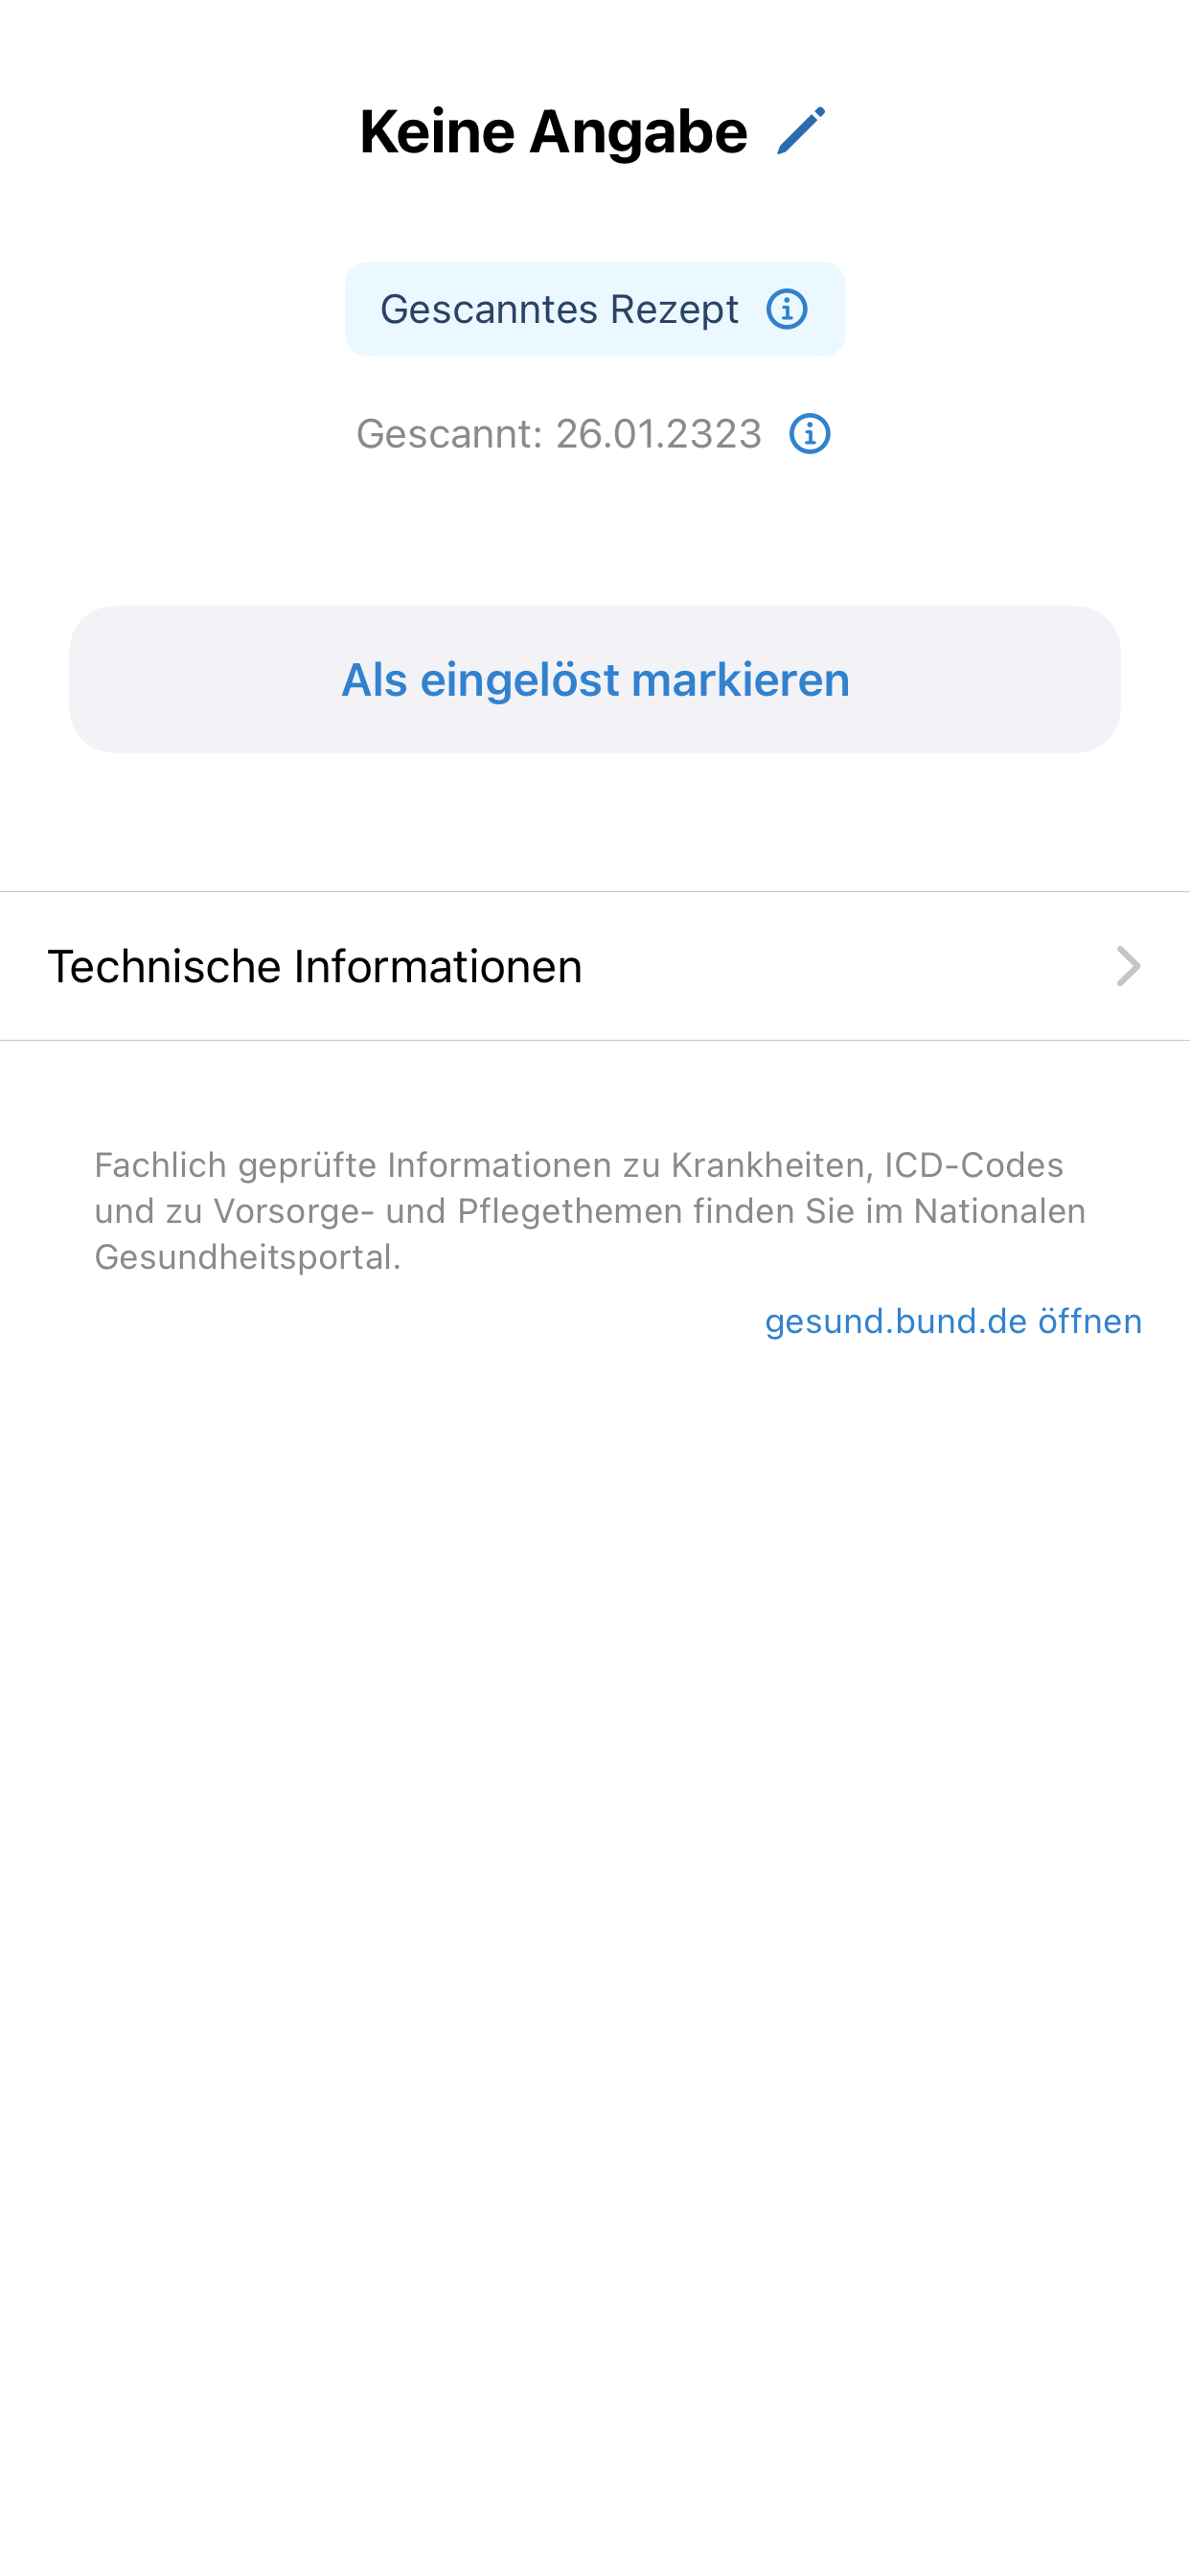 Keine Angabe
Gescanntes Rezept
Gescannt: 26.01.2323
Als eingelöst markieren
Technische Informationen
Fachlich geprüfte Informationen zu Krankheiten, ICD-Codes
und zu Vorsorge- und Pflegethemen finden Sie im Nationalen
Gesundheitsportal.
gesund.bund.de öffnen